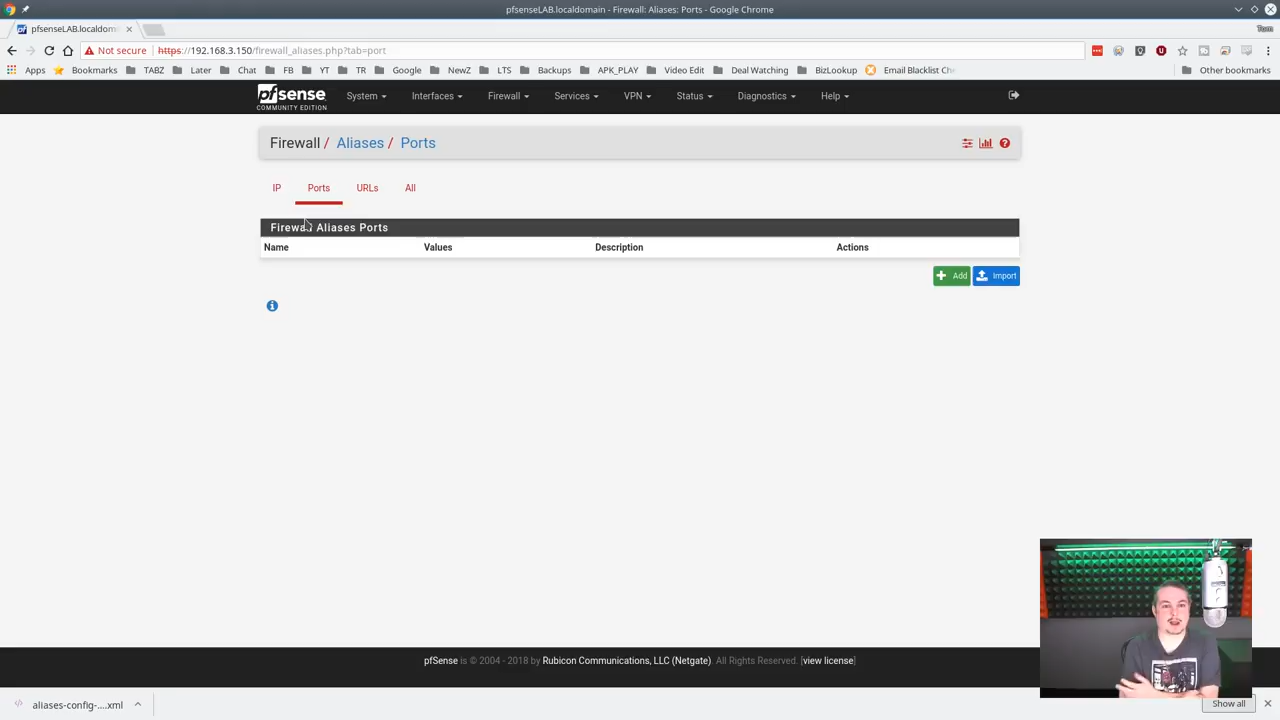 pfsenseLAB.localdomain - Firewall: Aliases: Ports - Google Chrome
pfsenseLAB.localdom
Tom
Not secure https://192.168.3.150/firewall_aliases.php?tab=port
Apps Bookmarks TABZ Later Chat FB YT TR Google NewZ LTS Backups APK_PLAY Video Edit Deal Watching BizLookup Email Blacklist Ch Other bookmarks
pfsense
COMMUNITY EDITION
System Interfaces Firewall Services VPN Status Diagnostics Help
Firewall / Aliases / Ports
IP Ports URLs All
Firewall Aliases Ports
Name Values Description Actions
Add Import
pfSense is © 2004 - 2018 by Rubicon Communications, LLC (Netgate). All Rights Reserved. [view license]
aliases-config-....xml
Show all